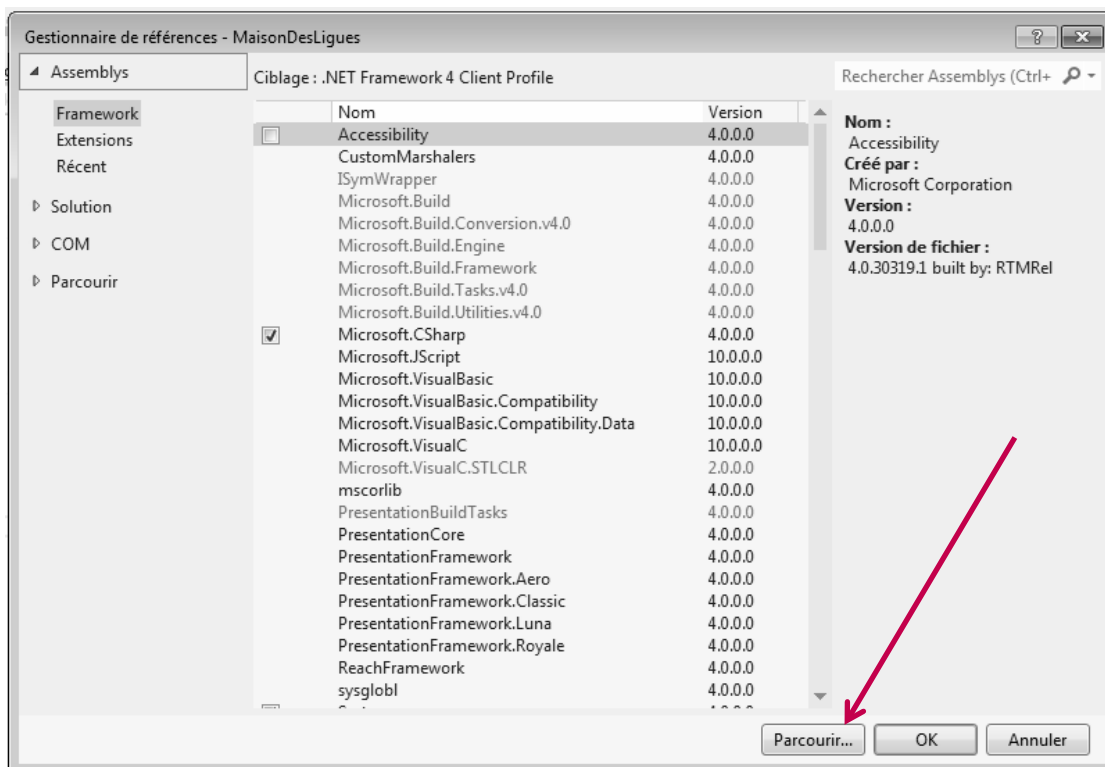 Gestionnaire de références - MaisonDesLigues
Assemblys
Framework
Extensions
Récent
Solution
COM
Parcourir
Ciblage : .NET Framework 4 Client Profile
Nom Version
Accessibility 4.0.0.0
CustomMarshalers 4.0.0.0
ISymWrapper 4.0.0.0
Microsoft.Build 4.0.0.0
Microsoft.Build.Conversion.v4.0 4.0.0.0
Microsoft.Build.Engine 4.0.0.0
Microsoft.Build.Framework 4.0.0.0
Microsoft.Build.Tasks.v4.0 4.0.0.0
Microsoft.Build.Utilities.v4.0 4.0.0.0
Microsoft.CSharp 4.0.0.0
Microsoft.JScript 10.0.0.0
Microsoft.VisualBasic 10.0.0.0
Microsoft.VisualBasic.Compatibility 10.0.0.0
Microsoft.VisualBasic.Compatibility.Data 10.0.0.0
Microsoft.VisualC 10.0.0.0
Microsoft.VisualC.STLCLR 2.0.0.0
mscorlib 4.0.0.0
PresentationBuildTasks 4.0.0.0
PresentationCore 4.0.0.0
PresentationFramework 4.0.0.0
PresentationFramework.Aero 4.0.0.0
PresentationFramework.Classic 4.0.0.0
PresentationFramework.Luna 4.0.0.0
PresentationFramework.Royale 4.0.0.0
ReachFramework 4.0.0.0
sysglobl 4.0.0.0
Rechercher Assemblys (Ctrl+
Nom :
Accessibility
Créé par :
Microsoft Corporation
Version :
4.0.0.0
Version de fichier :
4.0.30319.1 built by: RTMRel
Parcourir... OK Annuler